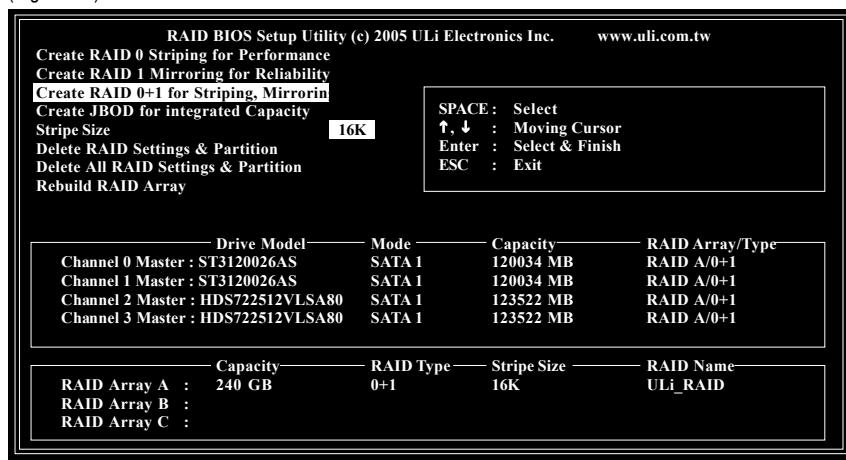 RAID BIOS Setup Utility (c) 2005 ULi Electronics Inc. www.uli.com.tw
Create RAID 0 Striping for Performance
Create RAID 1 Mirroring for Reliability
Create RAID 0+1 for Striping, Mirrorin
Create JBOD for integrated Capacity
Stripe Size 16K
Delete RAID Settings & Partition
Delete All RAID Settings & Partition
Rebuild RAID Array
SPACE : Select
↑, ↓ : Moving Cursor
Enter : Select & Finish
ESC : Exit
Drive Model Mode Capacity RAID Array/Type
Channel 0 Master : ST3120026AS SATA 1 120034 MB RAID A/0+1
Channel 1 Master : ST3120026AS SATA 1 120034 MB RAID A/0+1
Channel 2 Master : HDS722512VLSA80 SATA 1 123522 MB RAID A/0+1
Channel 3 Master : HDS722512VLSA80 SATA 1 123522 MB RAID A/0+1
Capacity RAID Type Stripe Size RAID Name
RAID Array A : 240 GB 0+1 16K ULi_RAID
RAID Array B :
RAID Array C :